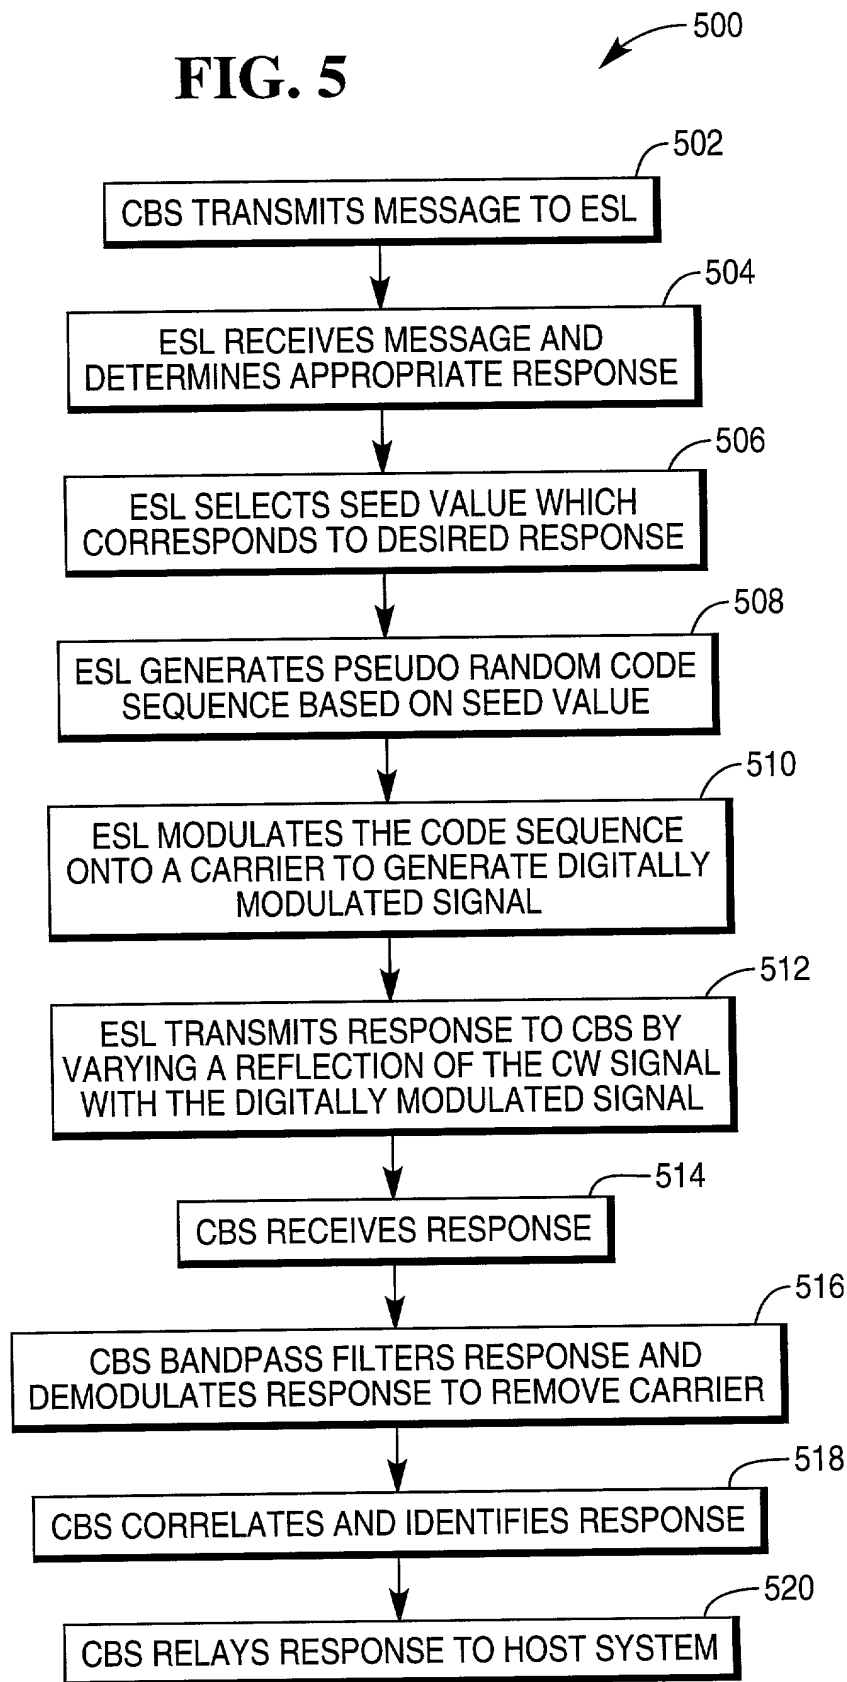 500
FIG. 5
502
CBS TRANSMITS MESSAGE TO ESL
504
ESL RECEIVES MESSAGE AND
DETERMINES APPROPRIATE RESPONSE
506
ESL SELECTS SEED VALUE WHICH
CORRESPONDS TO DESIRED RESPONSE
508
ESL GENERATES PSEUDO RANDOM CODE
SEQUENCE BASED ON SEED VALUE
510
ESL MODULATES THE CODE SEQUENCE
ONTO A CARRIER TO GENERATE DIGITALLY
MODULATED SIGNAL
512
ESL TRANSMITS RESPONSE TO CBS BY
VARYING A REFLECTION OF THE CW SIGNAL
WITH THE DIGITALLY MODULATED SIGNAL
514
CBS RECEIVES RESPONSE
516
CBS BANDPASS FILTERS RESPONSE AND
DEMODULATES RESPONSE TO REMOVE CARRIER
518
CBS CORRELATES AND IDENTIFIES RESPONSE
520
CBS RELAYS RESPONSE TO HOST SYSTEM